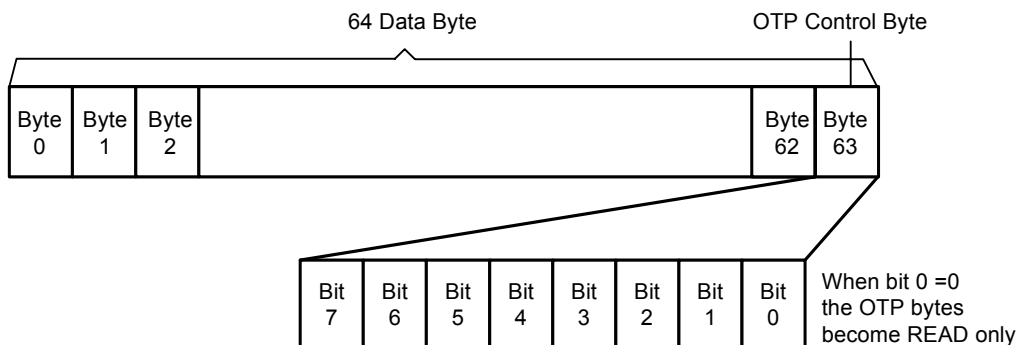 64 Data Byte
OTP Control Byte
Byte 0
Byte 1
Byte 2
Byte 62
Byte 63
Bit 7
Bit 6
Bit 5
Bit 4
Bit 3
Bit 2
Bit 1
Bit 0
When bit 0 =0
the OTP bytes
become READ only